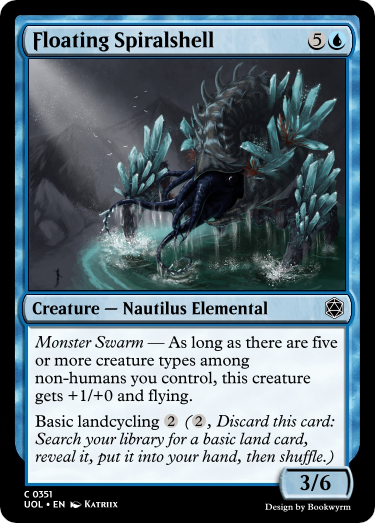 Floating Spiralshell 5
Creature — Nautilus Elemental
Monster Swarm — As long as there are five
or more creature types among
non-humans you control, this creature
gets +1/+0 and flying.
Basic landcycling 2 (2, Discard this card:
Search your library for a basic land card,
reveal it, put it into your hand, then shuffle.)
3/6
C 0351
UOL • EN Katriix
Design by Bookwyrm